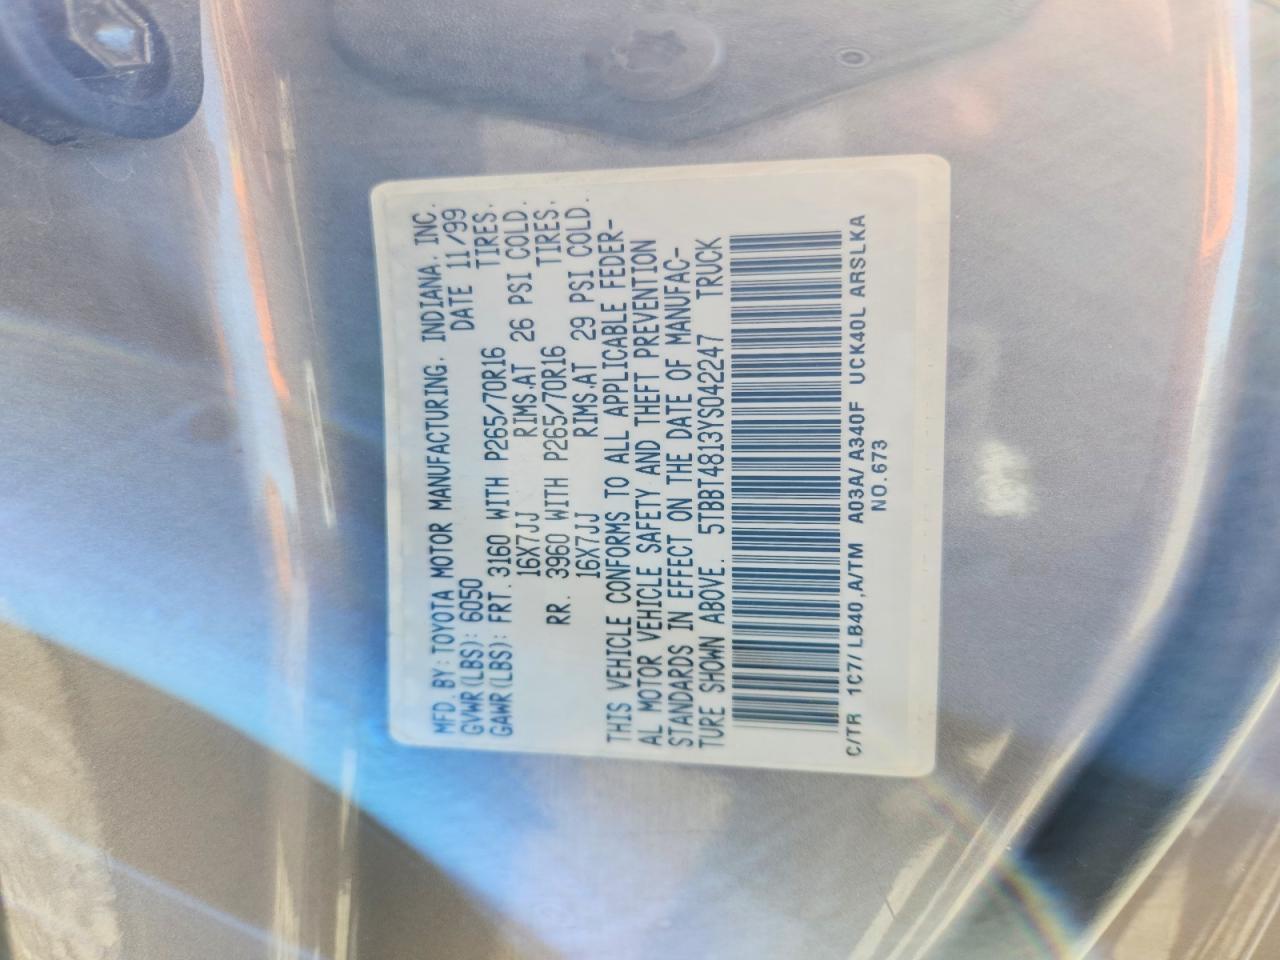 MFD. BY: TOYOTA MOTOR MANUFACTURING, INDIANA, INC.
GVWR(LBS): 6050 DATE 11/99
GAWR(LBS): FRT. 3160 WITH P265/70R16 TIRES,
16X7JJ RIMS,AT 26 PSI COLD.
RR. 3960 WITH P265/70R16 TIRES,
16X7JJ RIMS,AT 29 PSI COLD.
THIS VEHICLE CONFORMS TO ALL APPLICABLE FEDER-
AL MOTOR VEHICLE SAFETY AND THEFT PREVENTION
STANDARDS IN EFFECT ON THE DATE OF MANUFAC-
TURE SHOWN ABOVE. 5TBBT4813YS042247 TRUCK
C/TR 1C7/LB40,A/TM A03A/A340F UCK40L ARSLKA
NO.673